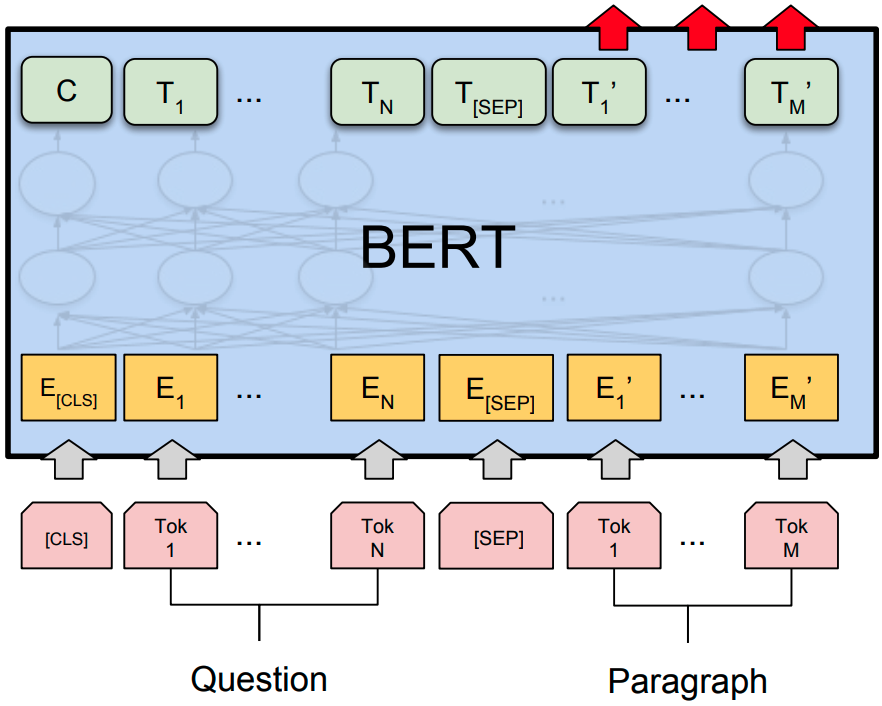 C T1 ... TN T[SEP] T1’ ... TM’
...
BERT
...
E[CLS] E1 ... EN E[SEP] E1’ ... EM’
[CLS] Tok 1 ... Tok N [SEP] Tok 1 ... Tok M
Question Paragraph